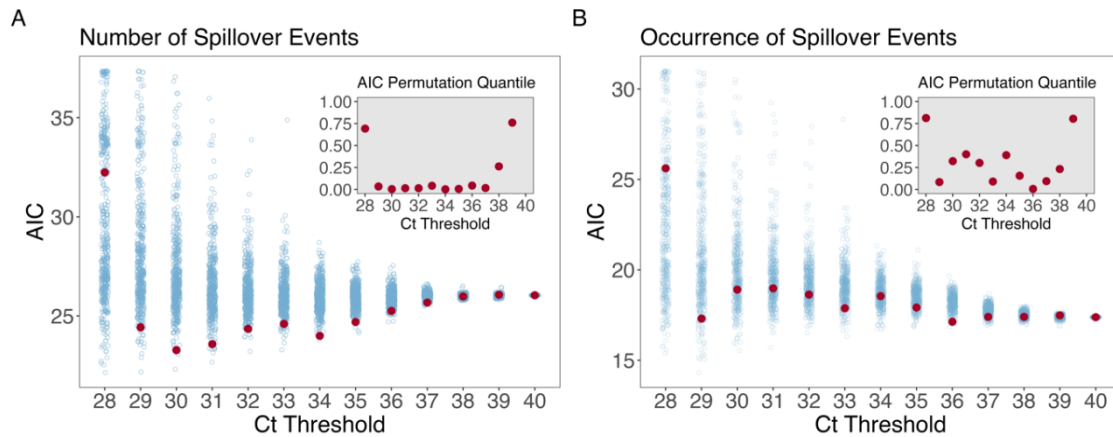 A
Number of Spillover Events
AIC Permutation Quantile
1.00
0.75
0.50
0.25
0.00
28 30 32 34 36 38 40
Ct Threshold
35
30
25
AIC
28 29 30 31 32 33 34 35 36 37 38 39 40
Ct Threshold
B
Occurrence of Spillover Events
AIC Permutation Quantile
1.00
0.75
0.50
0.25
0.00
28 30 32 34 36 38 40
Ct Threshold
30
25
20
15
AIC
28 29 30 31 32 33 34 35 36 37 38 39 40
Ct Threshold